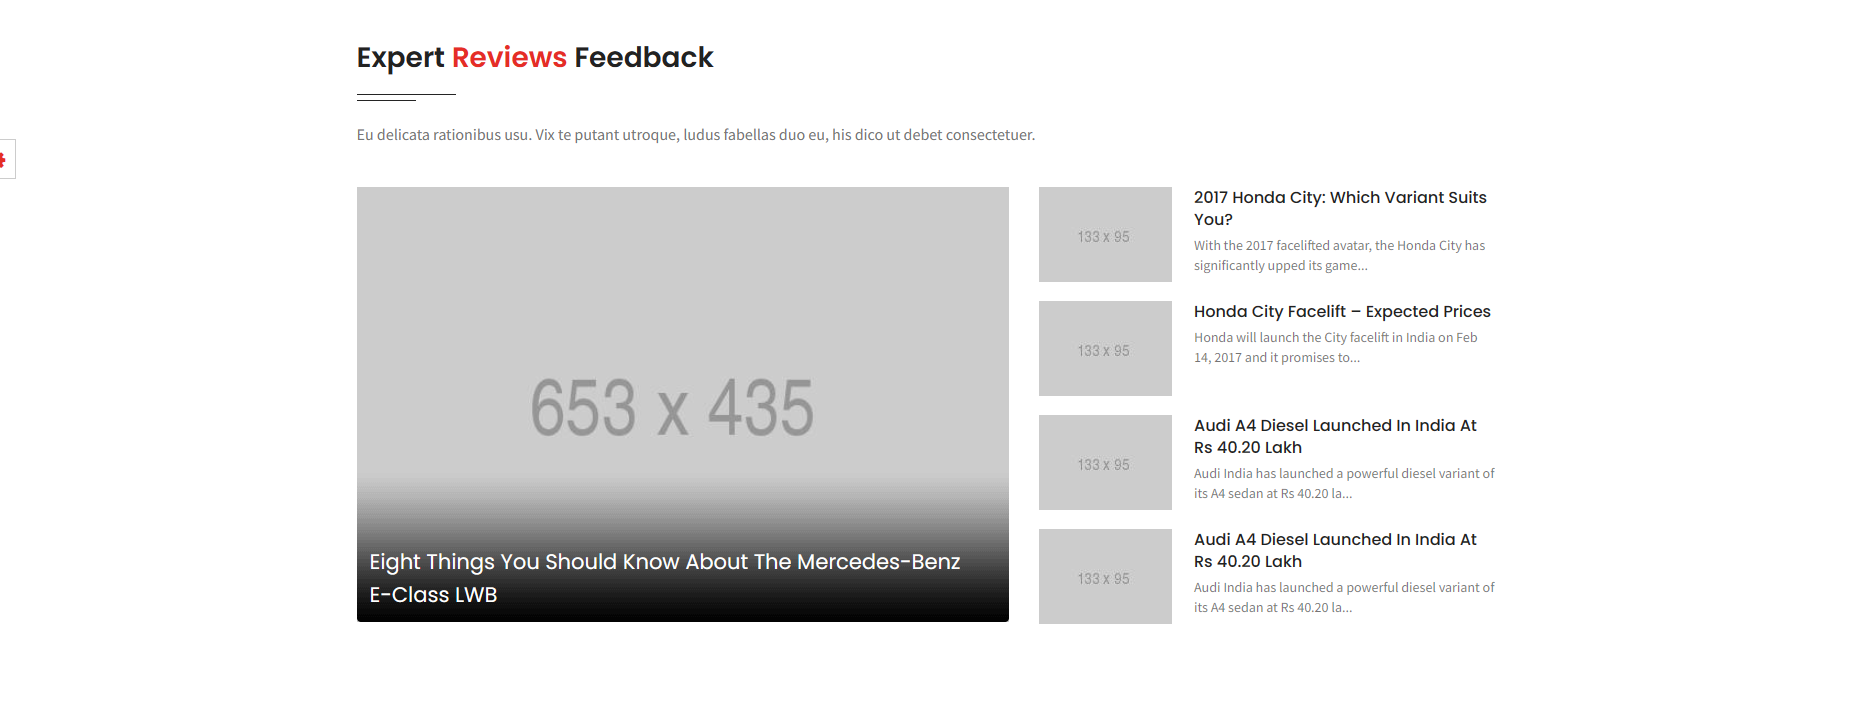 Expert Reviews Feedback
Eu delicata rationibus usu. Vix te putant utroque, ludus fabellas duo eu, his dico ut debet consectetuer.
653 x 435
Eight Things You Should Know About The Mercedes-Benz
E-Class LWB
133 x 95
2017 Honda City: Which Variant Suits
You?
With the 2017 facelifted avatar, the Honda City has
significantly upped its game...
133 x 95
Honda City Facelift – Expected Prices
Honda will launch the City facelift in India on Feb
14, 2017 and it promises to...
133 x 95
Audi A4 Diesel Launched In India At
Rs 40.20 Lakh
Audi India has launched a powerful diesel variant of
its A4 sedan at Rs 40.20 la...
133 x 95
Audi A4 Diesel Launched In India At
Rs 40.20 Lakh
Audi India has launched a powerful diesel variant of
its A4 sedan at Rs 40.20 la...